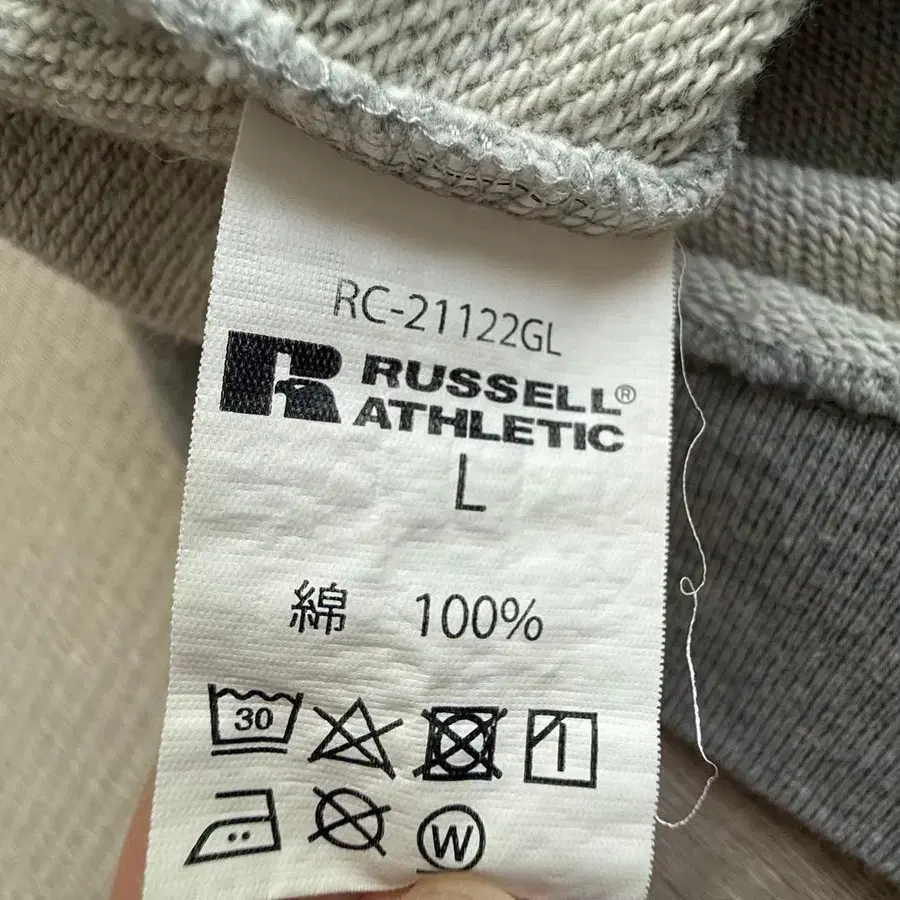 RC-21122GL
RUSSELL®
ATHLETIC
L
綿 100%
30
W